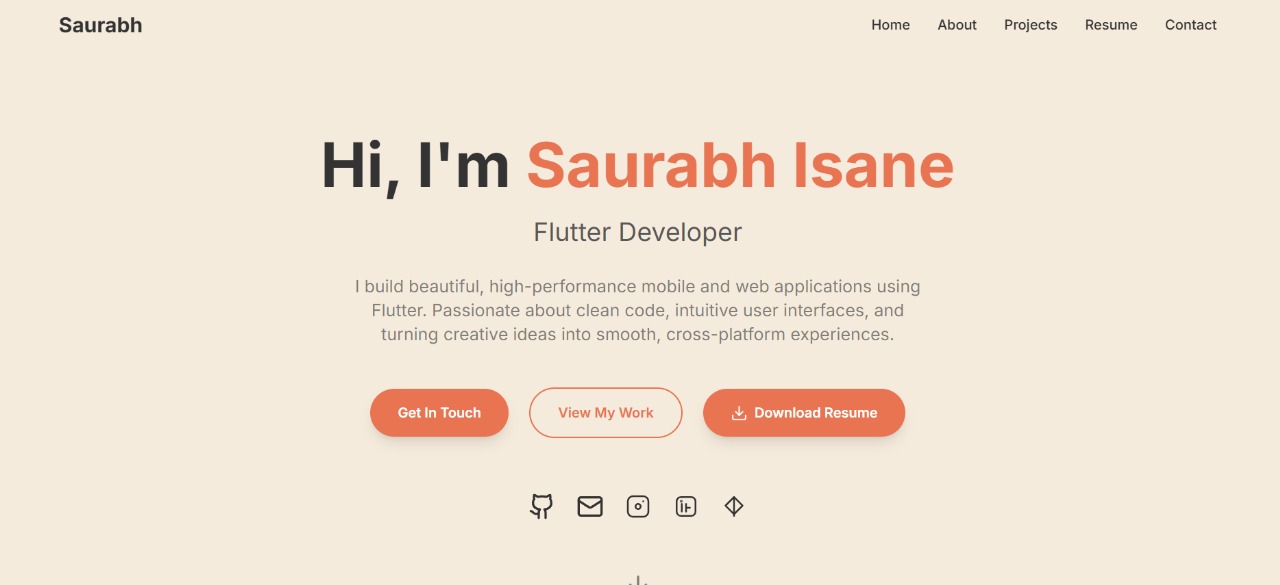 Saurabh
Home About Projects Resume Contact
Hi, I'm Saurabh Isane
Flutter Developer
I build beautiful, high-performance mobile and web applications using
Flutter. Passionate about clean code, intuitive user interfaces, and
turning creative ideas into smooth, cross-platform experiences.
Get In Touch View My Work Download Resume